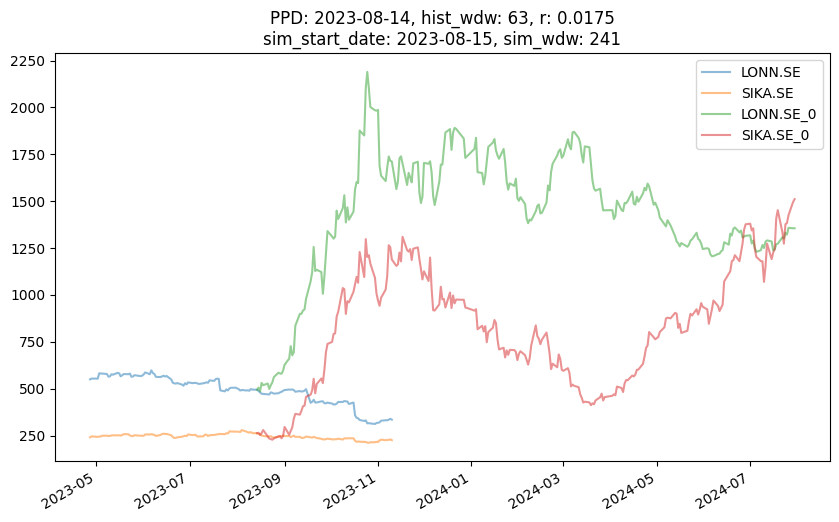 PPD: 2023-08-14, hist_wdw: 63, r: 0.0175
sim_start_date: 2023-08-15, sim_wdw: 241
2250
2000
1750
1500
1250
1000
750
500
250
LONN.SE
SIKA.SE
LONN.SE_0
SIKA.SE_0
2023-05
2023-07
2023-09
2023-11
2024-01
2024-03
2024-05
2024-07